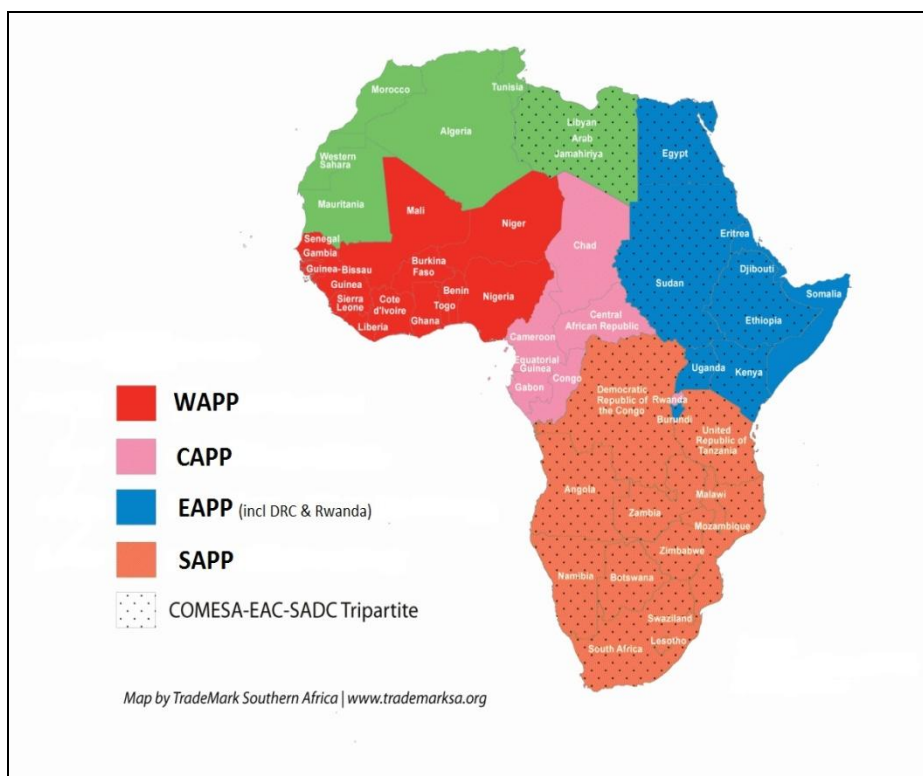 Tunisia
Morocco
Libyan
Arab
Jamahiriya
Algeria
Egypt
Western
Sahara
Mauritania
Mali
Niger
Chad
Sudan
Eritrea
Djibouti
Somalia
Ethiopia
Senegal
Gambia
Guinea-Bissau
Guinea
Sierra
Leone
Liberia
Cote
d'Ivoire
Burkina
Faso
Ghana
Togo
Benin
Nigeria
Cameroon
Central
African Republic
Equatorial
Guinea
Gabon
Congo
Uganda
Kenya
Democratic
Republic of
the Congo
Rwanda
Burundi
United
Republic of
Tanzania
Angola
Zambia
Malawi
Mozambique
Zimbabwe
Namibia
Botswana
Swaziland
Lesotho
South Africa
WAPP
CAPP
EAPP (incl DRC & Rwanda)
SAPP
COMESA-EAC-SADC Tripartite
Map by TradeMark Southern Africa | www.trademarksa.org